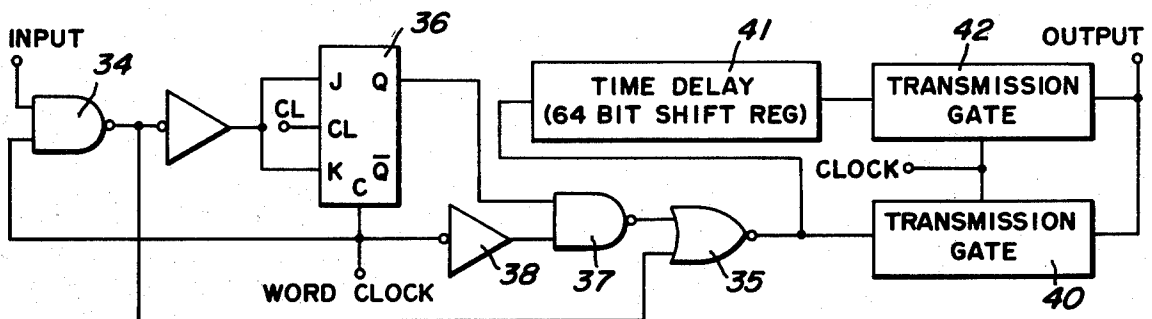 INPUT
34
36
J Q
CL
CL
K Q̅
C
WORD CLOCK
38
37
35
41
TIME DELAY
(64 BIT SHIFT REG)
42
TRANSMISSION
GATE
OUTPUT
CLOCK
TRANSMISSION
GATE
40